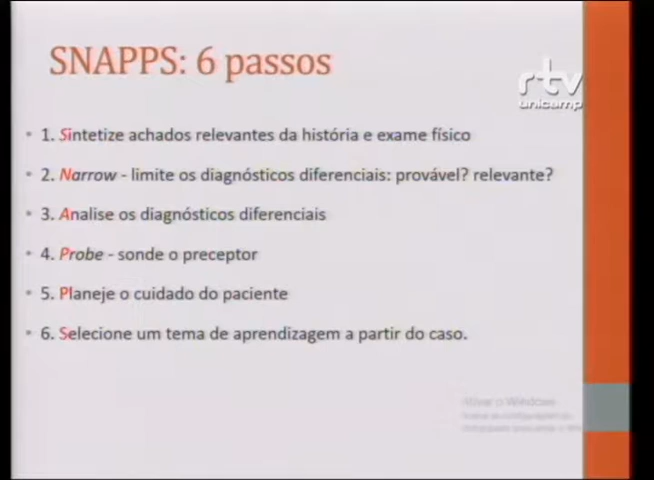 SNAPPS: 6 passos
rtv
unicamp
• 1. Sintetize achados relevantes da história e exame físico
• 2. Narrow - limite os diagnósticos diferenciais: provável? relevante?
• 3. Analise os diagnósticos diferenciais
• 4. Probe - sonde o preceptor
• 5. Planeje o cuidado do paciente
• 6. Selecione um tema de aprendizagem a partir do caso.
Ativar o Windows